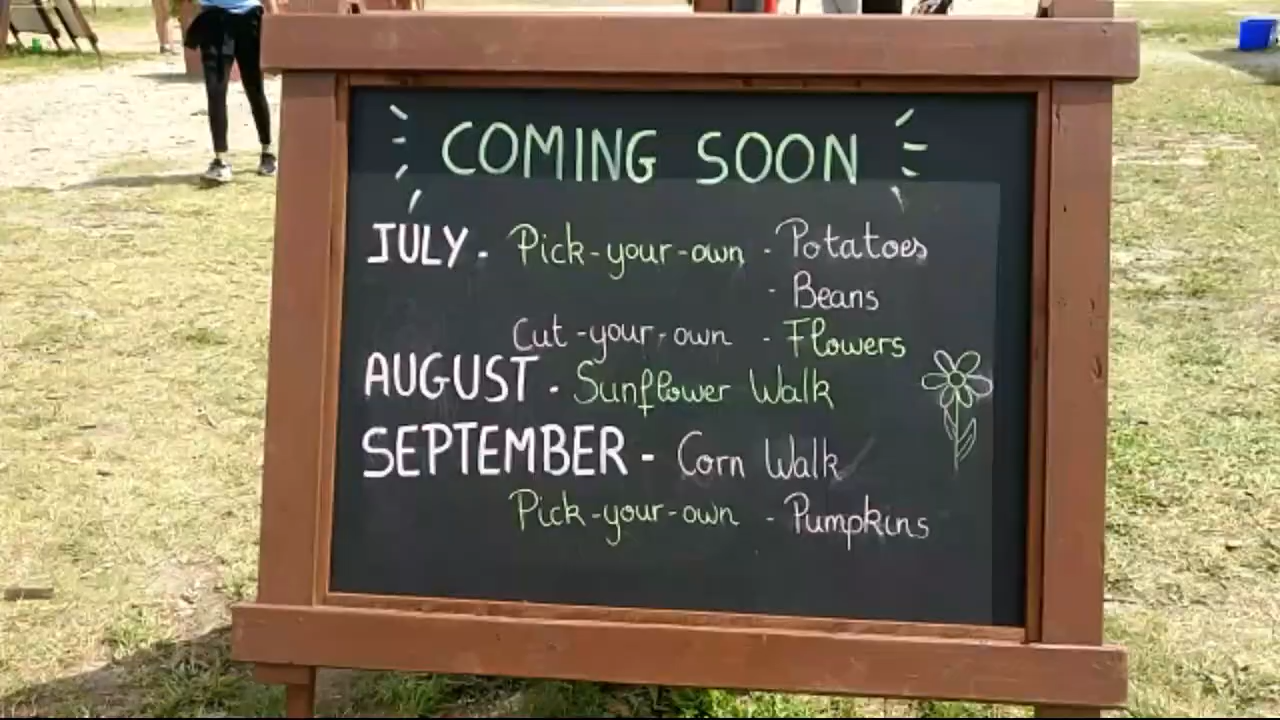 COMING SOON
JULY - Pick-your-own - Potatoes
- Beans
Cut-your-own - Flowers
AUGUST - Sunflower Walk
SEPTEMBER - Corn Walk
Pick-your-own - Pumpkins